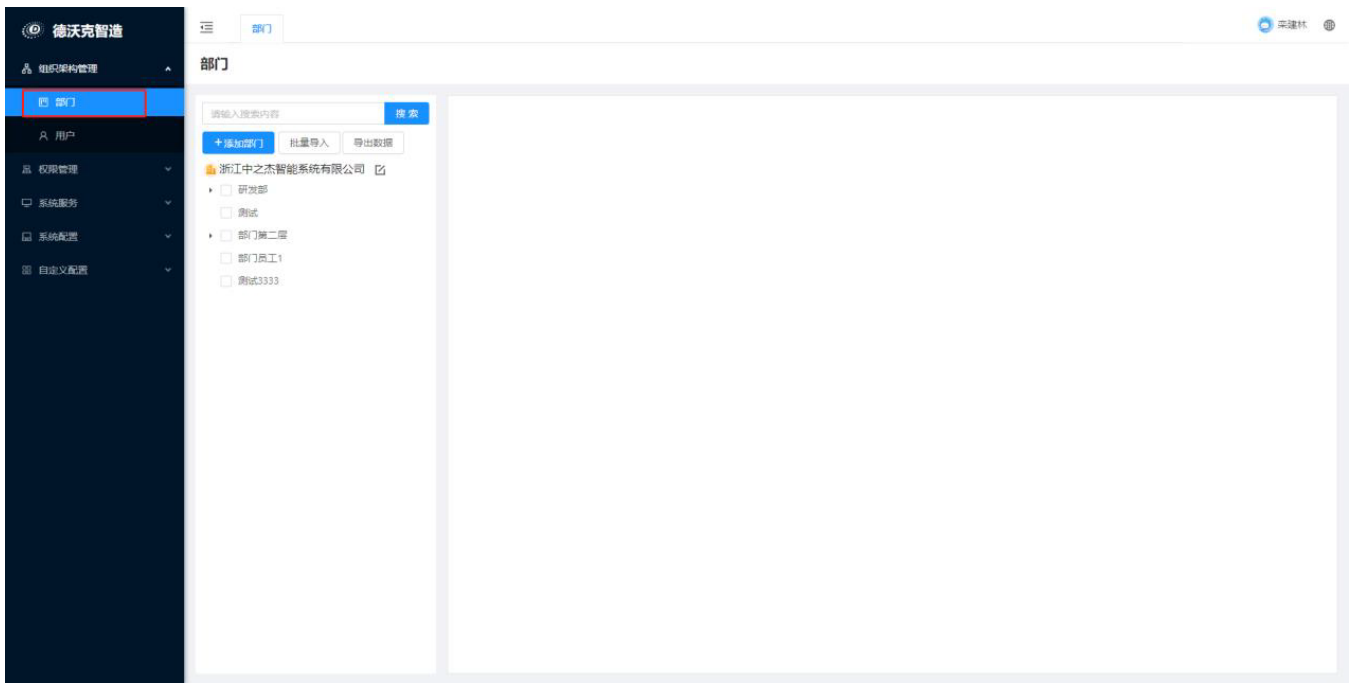 德沃克智造
部门
栾建林
组织架构管理
部门
部门
用户
权限管理
系统服务
系统配置
自定义配置
请输入搜索内容
搜索
+添加部门 批量导入 导出数据
浙江中之杰智能系统有限公司
研发部
测试
部门第二层
部门员工1
测试3333